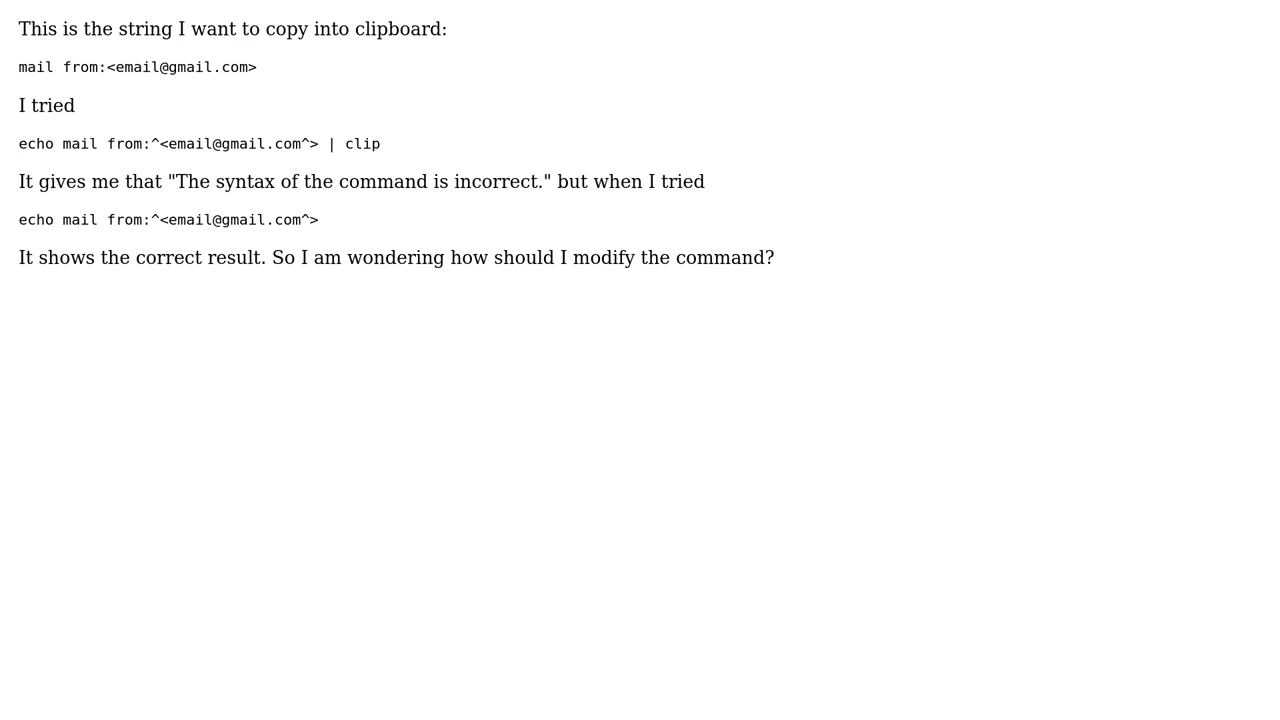 This is the string I want to copy into clipboard:
mail from:<email@gmail.com>
I tried
echo mail from:^<email@gmail.com^> | clip
It gives me that "The syntax of the command is incorrect." but when I tried
echo mail from:^<email@gmail.com^>
It shows the correct result. So I am wondering how should I modify the command?